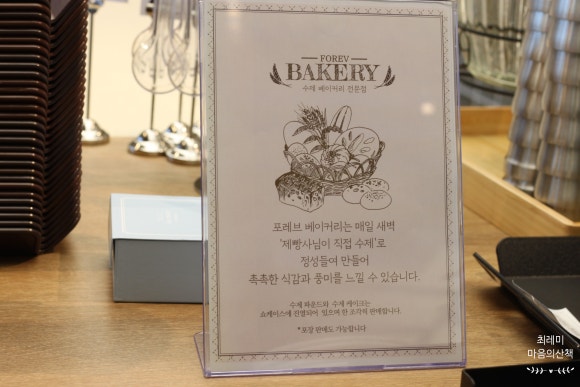 FOREV
BAKERY
수제 베이커리 전문점
포레브 베이커리는 매일 새벽
'제빵사님이 직접 수제'로
정성들여 만들어
촉촉한 식감과 풍미를 느낄 수 있습니다.
수제 파운드와 수제 케이크는
쇼케이스에 진열되어 있으며 한 조각씩 판매합니다.
*포장 판매도 가능합니다
최레미
마음의산책